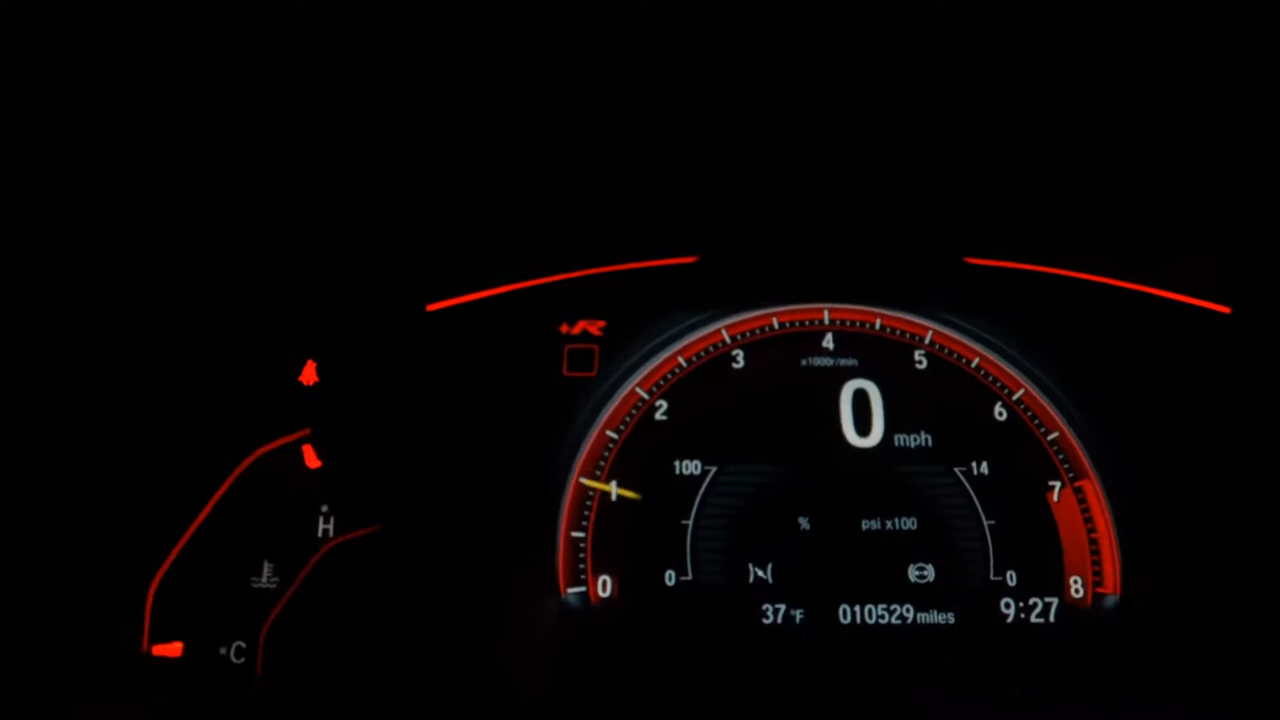 +R
4
3 5
x1000r/min
2 0 6
mph
100 14
1 7
H
% psi x100
0 0
0 8
37°F 010529 miles 9:27
C